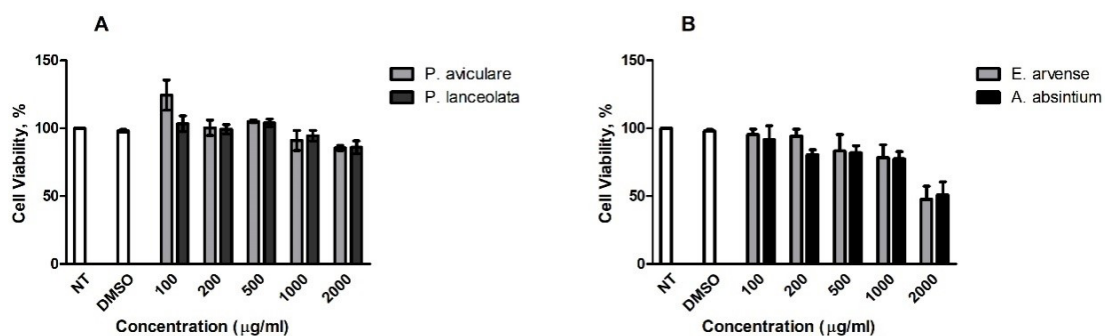 A
Cell Viability, %
150
100
50
0
NT
DMSO
100
200
500
1000
2000
Concentration (μg/ml)
P. aviculare
P. lanceolata
B
Cell Viability, %
150
100
50
0
NT
DMSO
100
200
500
1000
2000
Concentration (μg/ml)
E. arvense
A. absintium